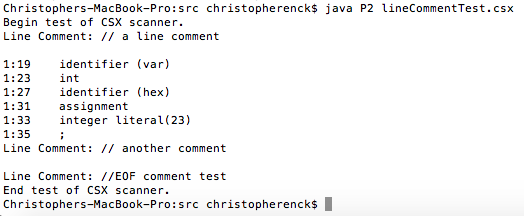 Christophers-MacBook-Pro:src christopherenck$ java P2 lineCommentTest.csx
Begin test of CSX scanner.
Line Comment: // a line comment
1:19    identifier (var)
1:23    int
1:27    identifier (hex)
1:31    assignment
1:33    integer literal(23)
1:35    ;
Line Comment: // another comment
Line Comment: //EOF comment test
End test of CSX scanner.
Christophers-MacBook-Pro:src christopherenck$